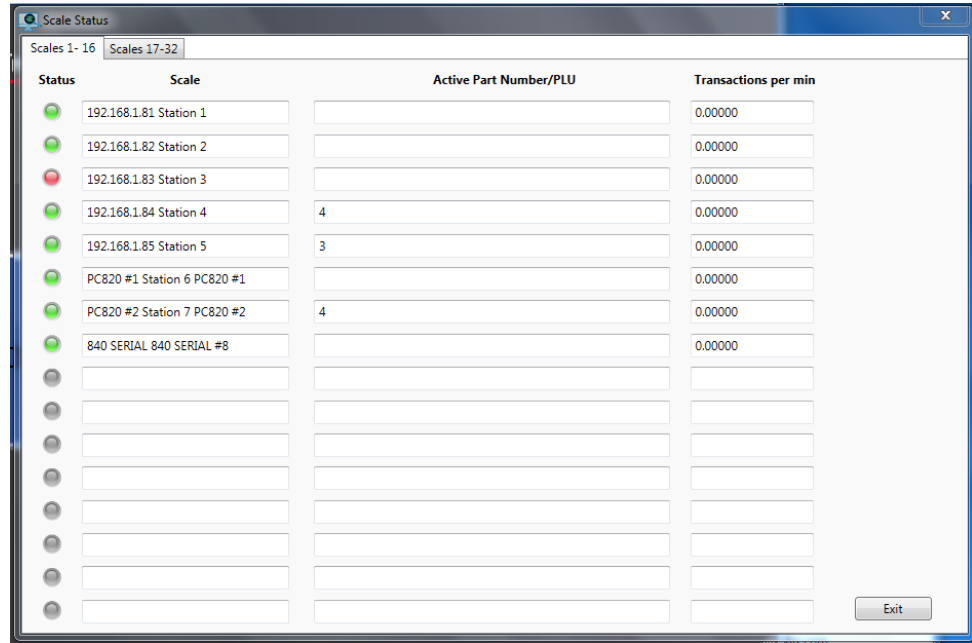 Scale Status
x
Scales 1- 16 Scales 17-32
Status Scale Active Part Number/PLU Transactions per min
192.168.1.81 Station 1 0.00000
192.168.1.82 Station 2 0.00000
192.168.1.83 Station 3 0.00000
192.168.1.84 Station 4 4 0.00000
192.168.1.85 Station 5 3 0.00000
PC820 #1 Station 6 PC820 #1 0.00000
PC820 #2 Station 7 PC820 #2 4 0.00000
840 SERIAL 840 SERIAL #8 0.00000
Exit